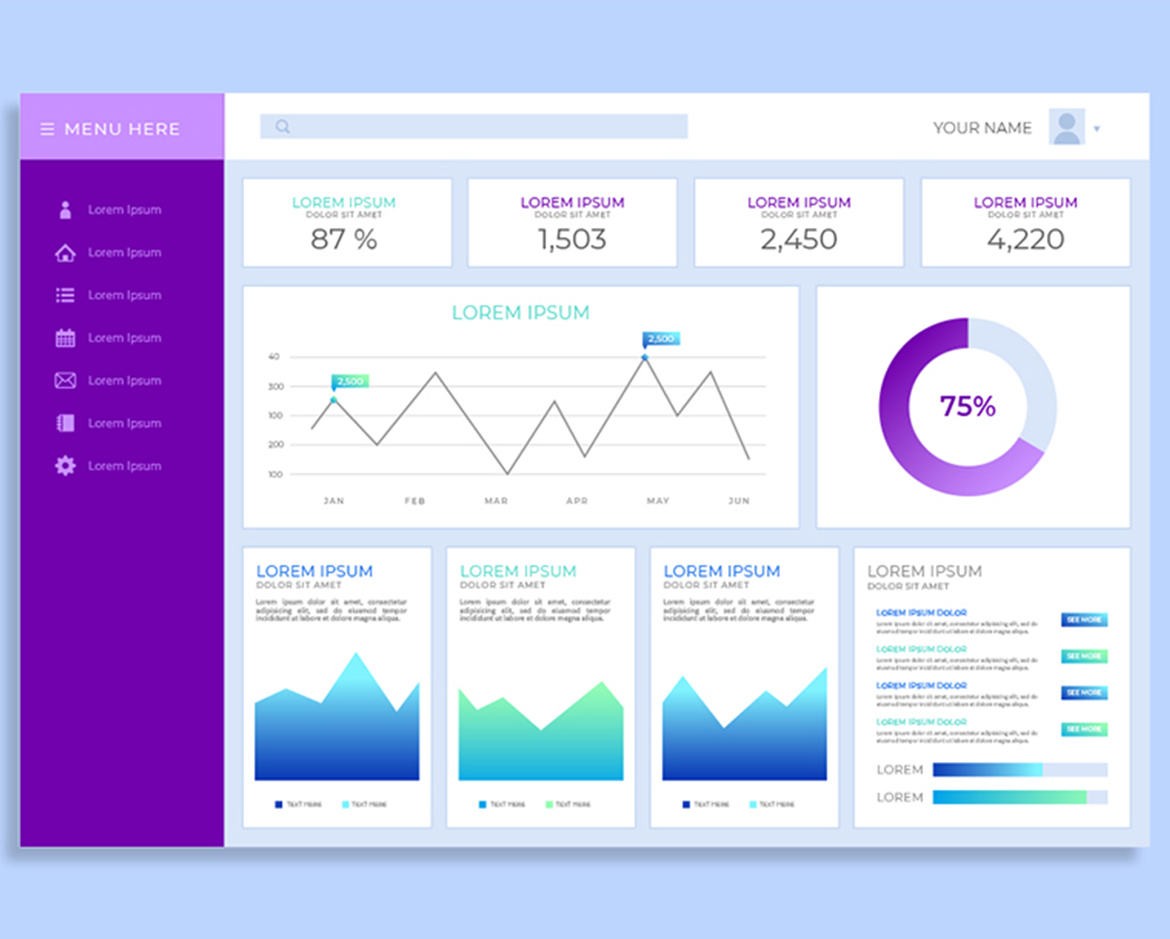 MENU HERE
YOUR NAME
Lorem Ipsum
Lorem Ipsum
Lorem Ipsum
Lorem Ipsum
Lorem Ipsum
Lorem Ipsum
Lorem Ipsum
LOREM IPSUM
DOLOR SIT AMET
87 %
LOREM IPSUM
DOLOR SIT AMET
1,503
LOREM IPSUM
DOLOR SIT AMET
2,450
LOREM IPSUM
DOLOR SIT AMET
4,220
LOREM IPSUM
2,500
2,500
40
300
100
200
100
JAN FEB MAR APR MAY JUN
75%
LOREM IPSUM
DOLOR SIT AMET
Lorem ipsum dolor sit amet, consectetur
adipisicing elit, sed do eiusmod tempor
incididunt ut labore et dolore magna aliqua.
TEXT HERE TEXT HERE
LOREM IPSUM
DOLOR SIT AMET
Lorem ipsum dolor sit amet, consectetur
adipisicing elit, sed do eiusmod tempor
incididunt ut labore et dolore magna aliqua.
TEXT HERE TEXT HERE
LOREM IPSUM
DOLOR SIT AMET
Lorem ipsum dolor sit amet, consectetur
adipisicing elit, sed do eiusmod tempor
incididunt ut labore et dolore magna aliqua.
TEXT HERE TEXT HERE
LOREM IPSUM
DOLOR SIT AMET
LOREM IPSUM DOLOR
Lorem ipsum dolor sit amet, consectetur adipisicing elit, sed do
eiusmod tempor incididunt ut labore et dolore magna aliqua.
SEE MORE
LOREM IPSUM DOLOR
Lorem ipsum dolor sit amet, consectetur adipisicing elit, sed do
eiusmod tempor incididunt ut labore et dolore magna aliqua.
SEE MORE
LOREM IPSUM DOLOR
Lorem ipsum dolor sit amet, consectetur adipisicing elit, sed do
eiusmod tempor incididunt ut labore et dolore magna aliqua.
SEE MORE
LOREM IPSUM DOLOR
Lorem ipsum dolor sit amet, consectetur adipisicing elit, sed do
eiusmod tempor incididunt ut labore et dolore magna aliqua.
SEE MORE
LOREM
LOREM